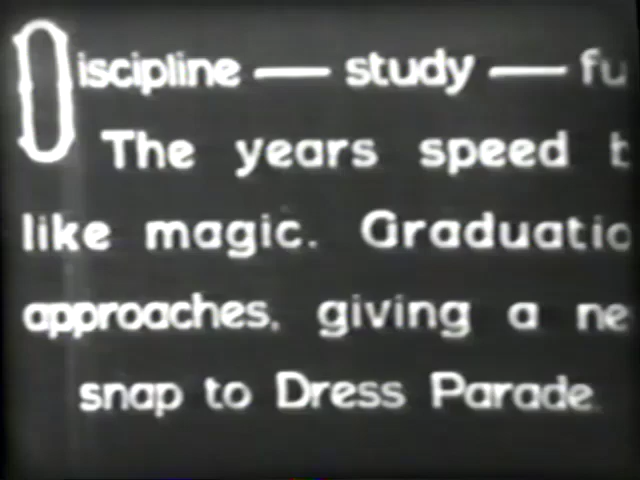 Discipline — study — fu
The years speed b
like magic. Graduatio
approaches, giving a ne
snap to Dress Parade.